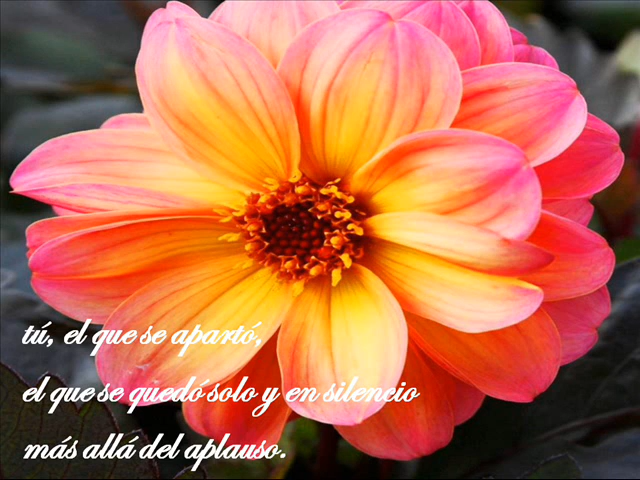 tú, el que se apartó,
el que se quedó solo y en silencio
más allá del aplauso.